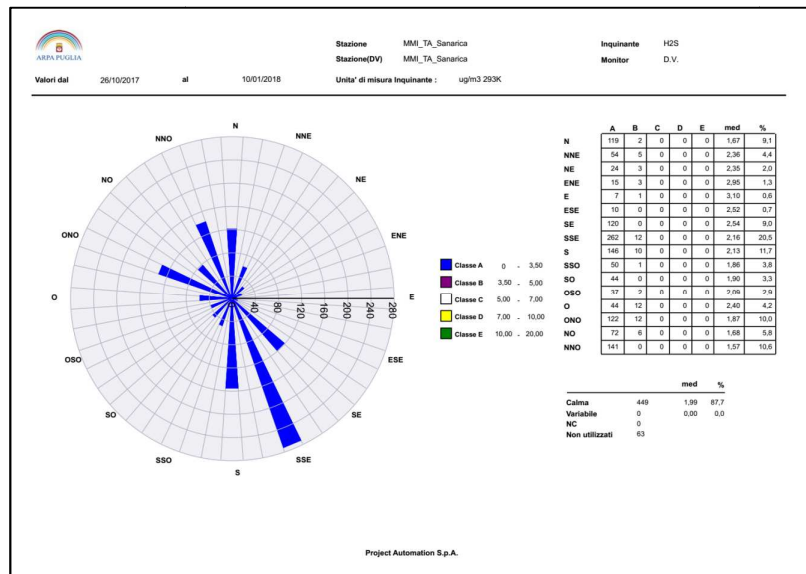 ARPA PUGLIA
Stazione MMI_TA_Sanarica Inquinante H2S
Stazione(DV) MMI_TA_Sanarica Monitor D.V.
Valori dal 26/10/2017 al 10/01/2018 Unita' di misura Inquinante : ug/m3 293K
N
NNE
NE
ENE
E
ESE
SE
SSE
S
SSO
SO
OSO
O
ONO
NO
NNO
40 80 120 160 200 240 280
Classe A 0 - 3,50
Classe B 3,50 - 5,00
Classe C 5,00 - 7,00
Classe D 7,00 - 10,00
Classe E 10,00 - 20,00
A B C D E med %
N 119 2 0 0 0 1,67 9,1
NNE 54 5 0 0 0 2,36 4,4
NE 24 3 0 0 0 2,35 2,0
ENE 15 3 0 0 0 2,95 1,3
E 7 1 0 0 0 3,10 0,6
ESE 10 0 0 0 0 2,52 0,7
SE 120 0 0 0 0 2,54 9,0
SSE 262 12 0 0 0 2,16 20,5
S 146 10 0 0 0 2,13 11,7
SSO 50 1 0 0 0 1,86 3,8
SO 44 0 0 0 0 1,90 3,3
OSO 37 2 0 0 0 2,09 2,9
O 44 12 0 0 0 2,40 4,2
ONO 122 12 0 0 0 1,87 10,0
NO 72 6 0 0 0 1,68 5,8
NNO 141 0 0 0 0 1,57 10,6
med %
Calma 449 1,99 87,7
Variabile 0 0,00 0,0
NC 0
Non utilizzati 63
Project Automation S.p.A.